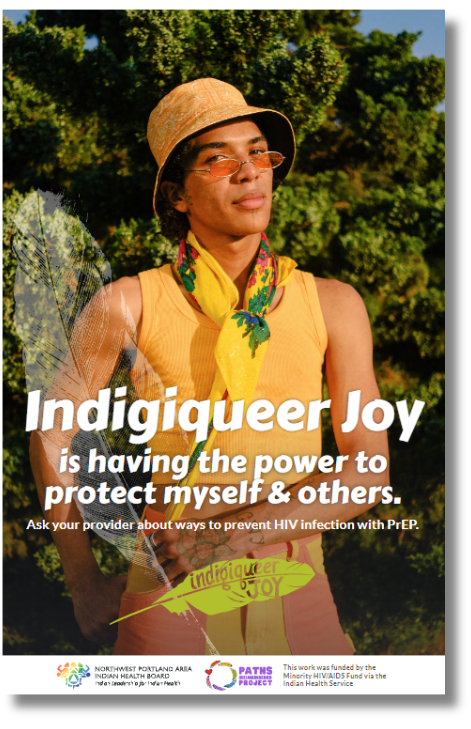 Indigiqueer Joy
is having the power to
protect myself & others.
Ask your provider about ways to prevent HIV infection with PrEP.
indigiqueer
JOY
NORTHWEST PORTLAND AREA
INDIAN HEALTH BOARD
Indian Leadership for Indian Health
PATHS
PROJECT
This work was funded by the
Minority HIV/AIDS Fund via the
Indian Health Service